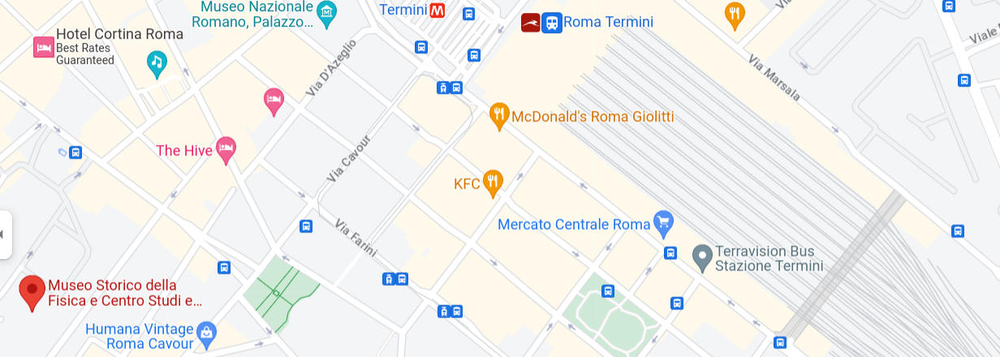 Museo Nazionale
Romano, Palazzo...
Termini M
Roma Termini
Hotel Cortina Roma
Best Rates
Guaranteed
Via D'Azeglio
Via Marsala
McDonald's Roma Giolitti
The Hive
Via Cavour
KFC
Mercato Centrale Roma
Via Farini
Terravision Bus
Stazione Termini
Museo Storico della
Fisica e Centro Studi e...
Humana Vintage
Roma Cavour
Via
Viale